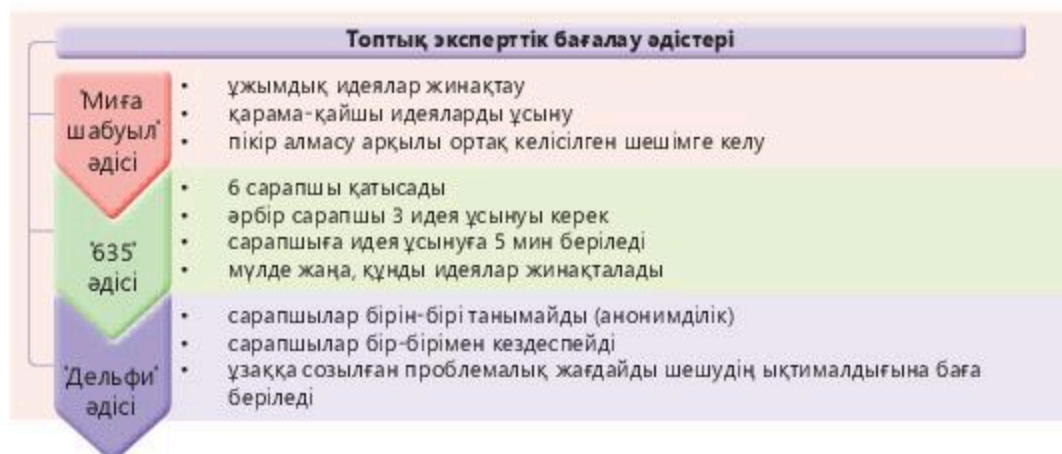 Топтық эксперттік бағалау әдістері
"Миға
шабуыл"
әдісі
• ұжымдық идеялар жинақтау
• қарама-қайшы идеяларды ұсыну
• пікір алмасу арқылы ортақ келісілген шешімге келу
"635"
әдісі
• 6 сарапшы қатысады
• әрбір сарапшы 3 идея ұсынуы керек
• сарапшыға идея ұсынуға 5 мин беріледі
• мүлде жаңа, құнды идеялар жинақталады
"Дельфи"
әдісі
• сарапшылар бірін-бірі танымайды (анонимділік)
• сарапшылар бір-бірімен кездеспейді
• ұзаққа созылған проблемалық жағдайды шешудің ықтималдығына баға
беріледі